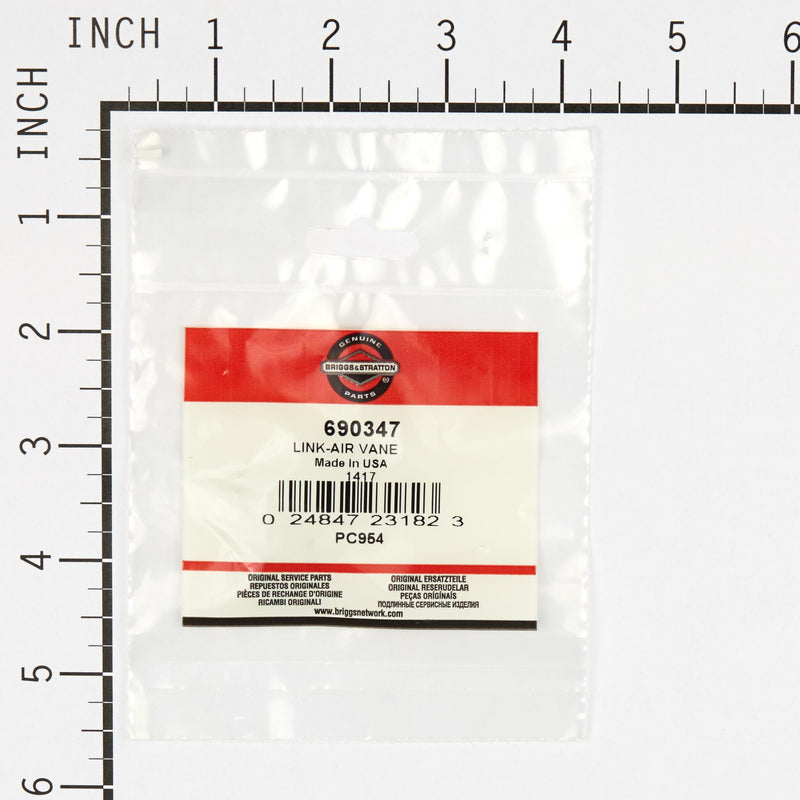 INCH 1 2 3 4 5 6
INCH
1
2
3
4
5
6
GENUINE
BRIGGS&STRATTON
®
PARTS
690347
LINK-AIR VANE
Made In USA
1417
0 24847 23182 3
PC954
ORIGINAL SERVICE PARTS
REPUESTOS ORIGINALES
PIÈCES DE RECHANGE D'ORIGINE
RICAMBI ORIGINALI
ORIGINAL ERSATZTEILE
ORIGINAL RESERUDELAR
PEÇAS ORIGINAIS
ПОДЛИННЫЕ СЕРВИСНЫЕ ИЗДЕЛИЯ
www.briggsnetwork.com